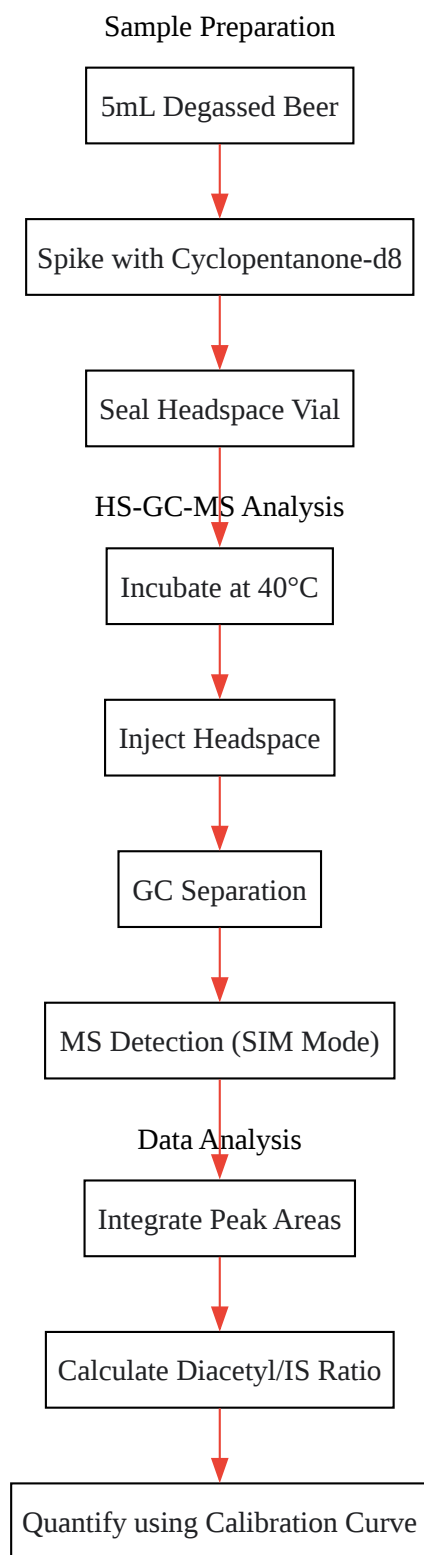 Sample Preparation
5mL Degassed Beer
Spike with Cyclopentanone-d8
Seal Headspace Vial
HS-GC-MS Analysis
Incubate at 40°C
Inject Headspace
GC Separation
MS Detection (SIM Mode)
Data Analysis
Integrate Peak Areas
Calculate Diacetyl/IS Ratio
Quantify using Calibration Curve